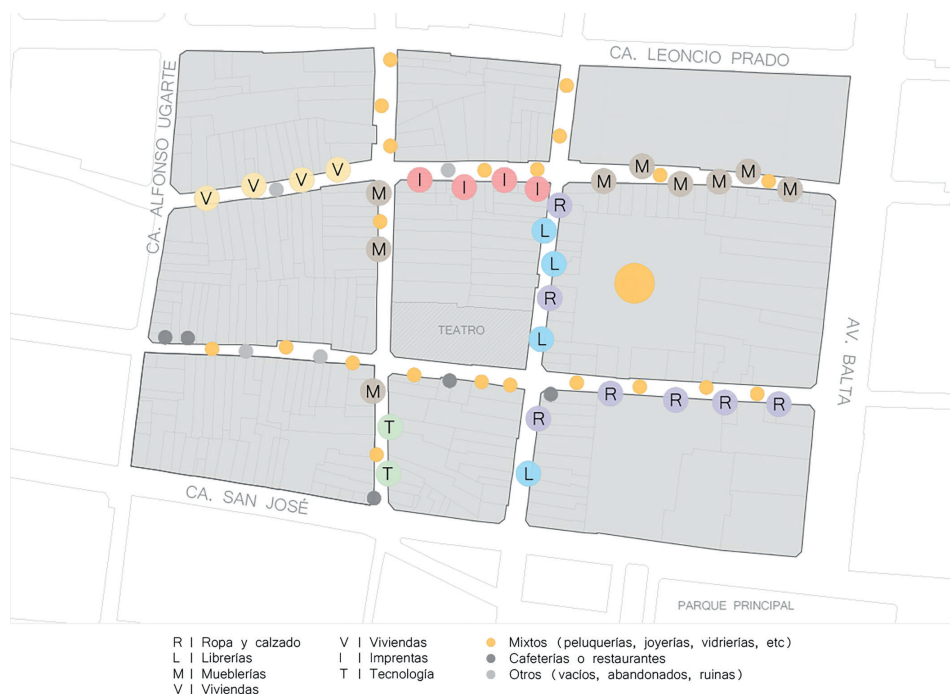 CA. LEONCIO PRADO
CA. ALFONSO UGARTE
V V V V
I I I I
M M M M M M
M
M
R
L
L
R
L
TEATRO
AV. BALTA
M
R R R R
R
T
T
L
CA. SAN JOSÉ
PARQUE PRINCIPAL
R | Ropa y calzado
L | Librerías
M | Mueblerías
V | Viviendas
V | Viviendas
I | Imprentas
T | Tecnología
Mixtos (peluquerías, joyerías, vidrierías, etc)
Cafeterías o restaurantes
Otros (vacíos, abandonados, ruinas)